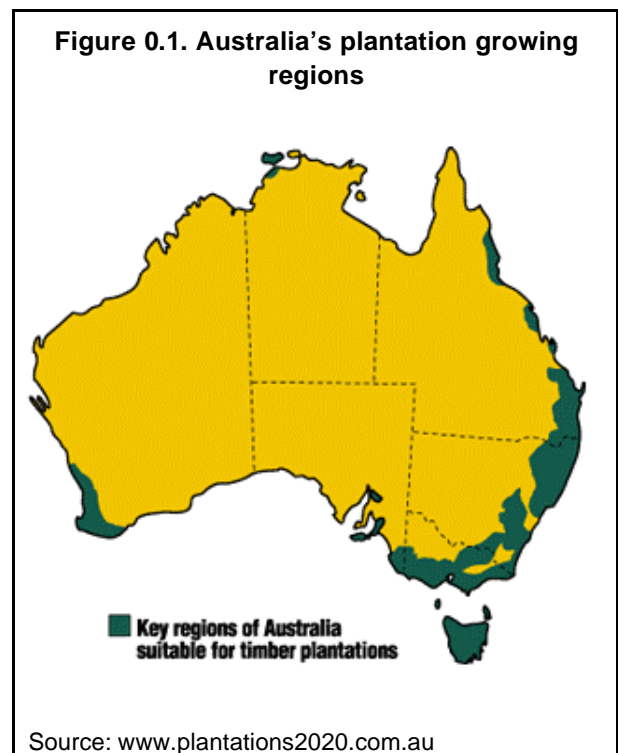 Figure 0.1. Australia’s plantation growing
regions
Key regions of Australia
suitable for timber plantations
Source: www.plantations2020.com.au